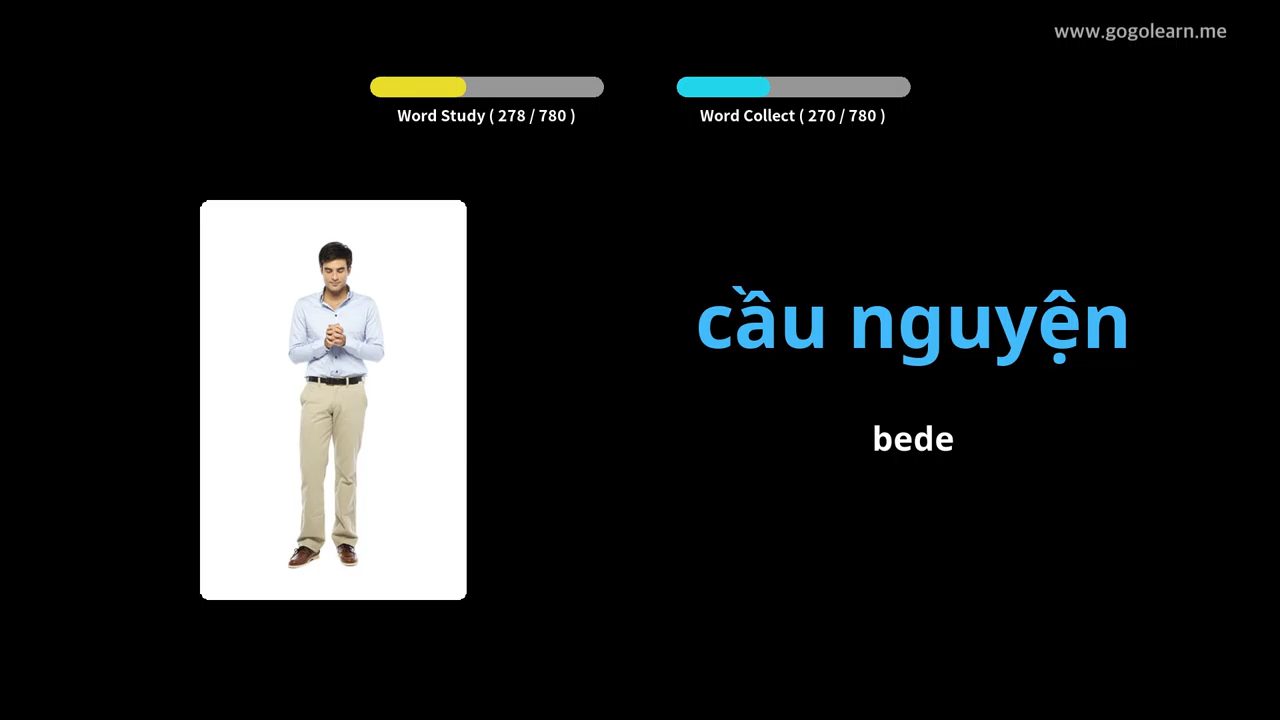 www.gogolearn.me
Word Study ( 278 / 780 )
Word Collect ( 270 / 780 )
cầu nguyện
bede